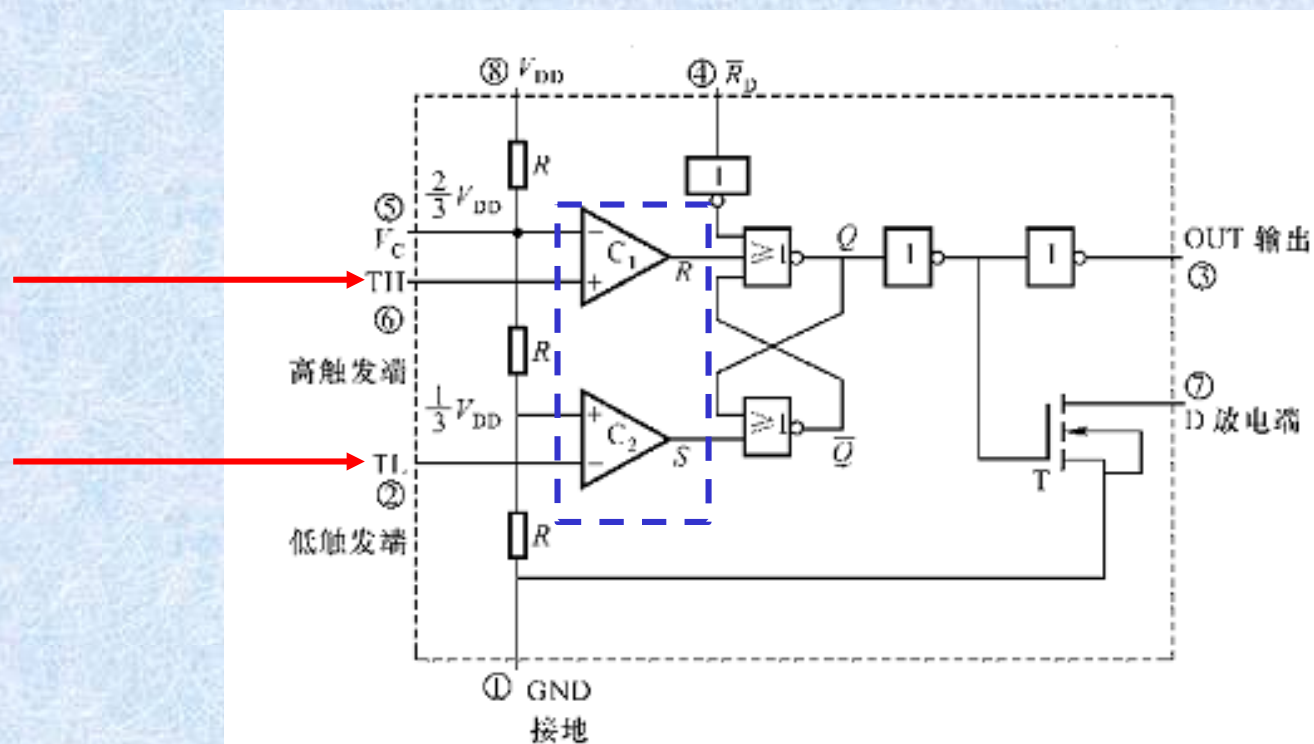 ⑧ V_DD
④ R̅_D
R
2/3 V_DD
⑤
V_C
− C₁ +
R
≥1
Q
1
1
1
OUT 输出
③
TH
⑥
高触发端
R
1/3 V_DD
+ C₂ −
S
≥1
Q̅
⑦
D 放电端
T
TL
②
低触发端
R
① GND
接地